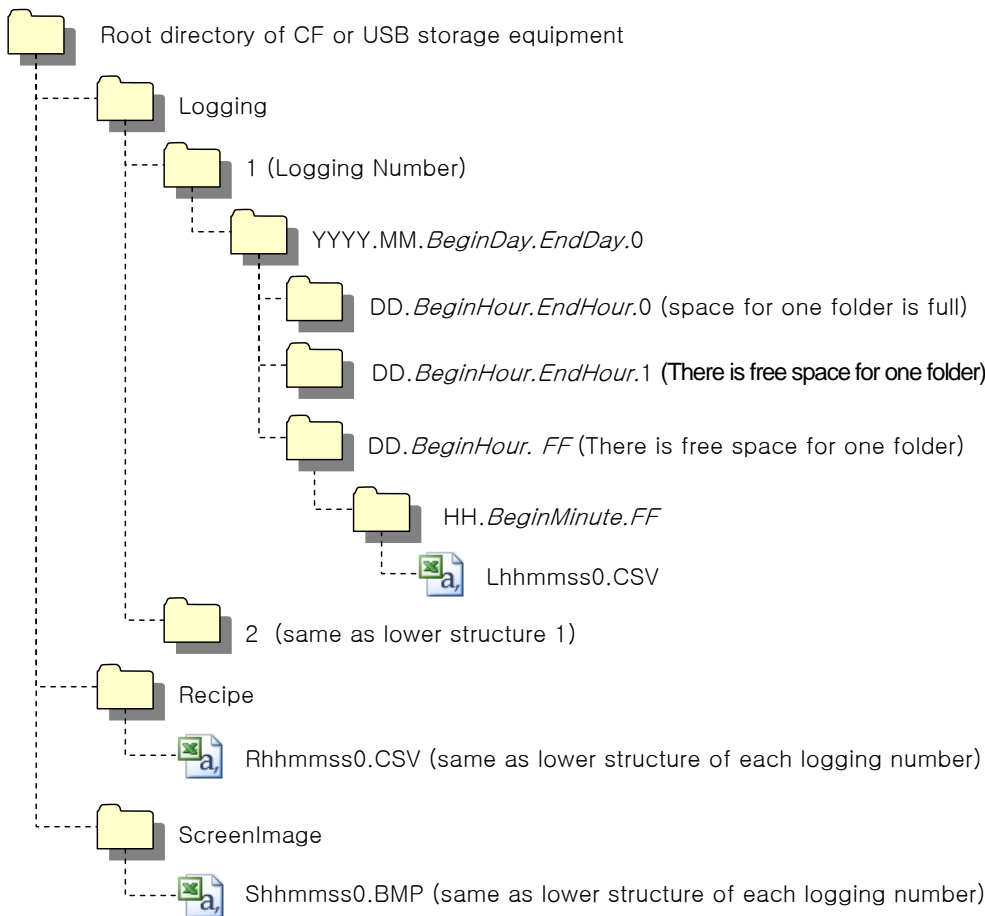 Root directory of CF or USB storage equipment
Logging
1 (Logging Number)
YYYY.MM.BeginDay.EndDay.0
DD.BeginHour.EndHour.0 (space for one folder is full)
DD.BeginHour.EndHour.1 (There is free space for one folder)
DD.BeginHour. FF (There is free space for one folder)
HH.BeginMinute.FF
a,
Lhhmmss0.CSV
2 (same as lower structure 1)
Recipe
a,
Rhhmmss0.CSV (same as lower structure of each logging number)
ScreenImage
a,
Shhmmss0.BMP (same as lower structure of each logging number)